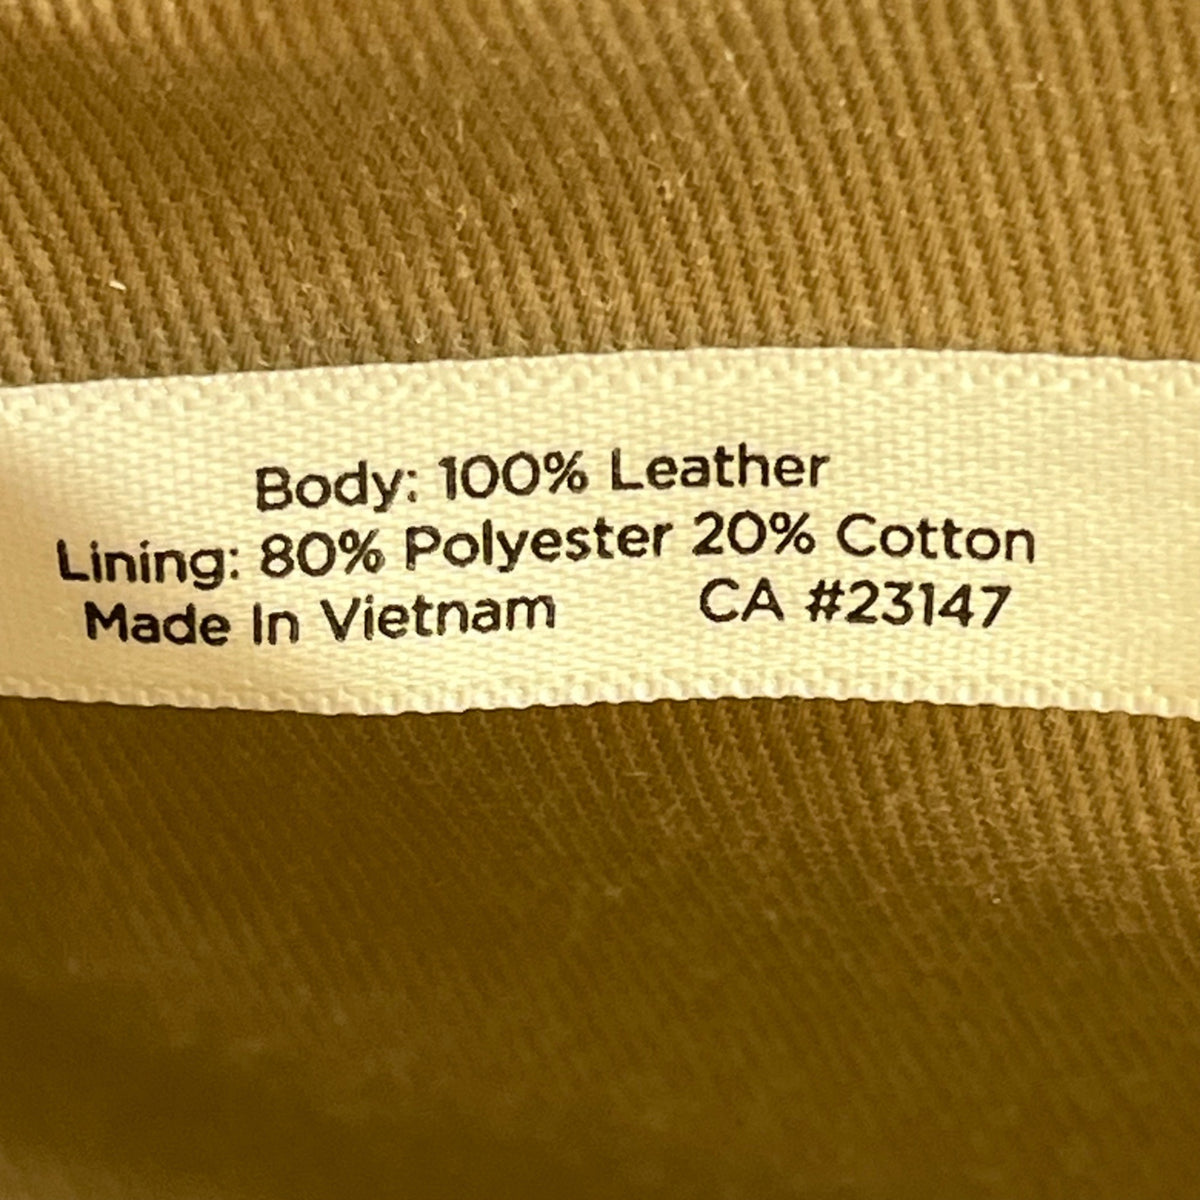 Body: 100% Leather
Lining: 80% Polyester 20% Cotton
Made In Vietnam CA #23147